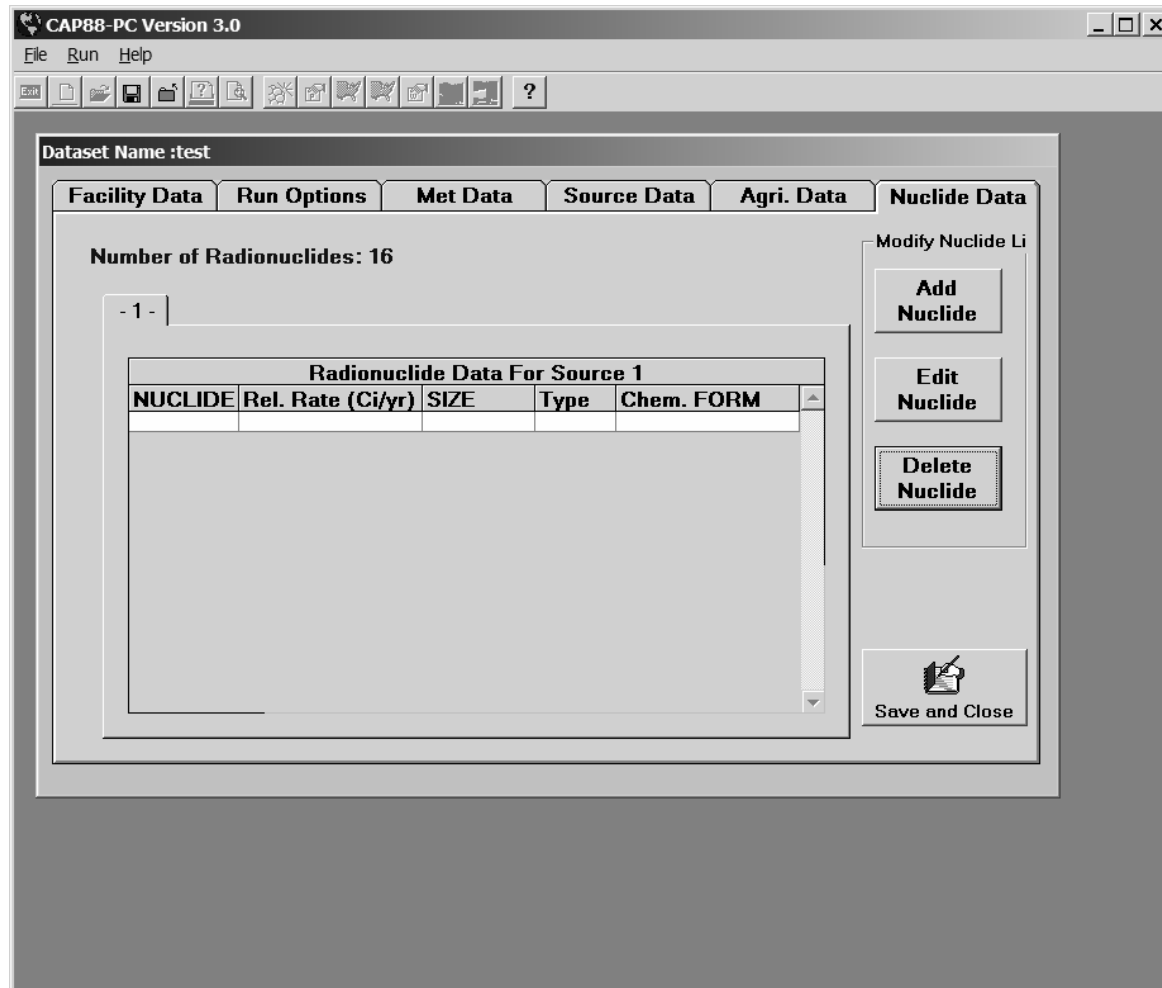 CAP88-PC Version 3.0
File Run Help
Exit ? ?
Dataset Name :test
Facility Data Run Options Met Data Source Data Agri. Data Nuclide Data
Number of Radionuclides: 16
Modify Nuclide Li
- 1 -
Add
Nuclide
Radionuclide Data For Source 1
NUCLIDE Rel. Rate (Ci/yr) SIZE Type Chem. FORM
Edit
Nuclide
Delete
Nuclide
Save and Close